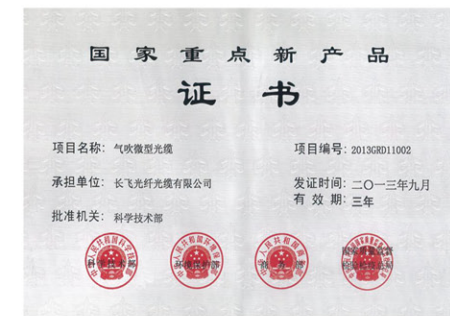 国家重点新产品
证书
项目名称：气吹微型光缆
项目编号：2013GRD11002
承担单位：长飞光纤光缆有限公司
发证时间：二〇一三年九月
有效期：三年
批准机关：科学技术部